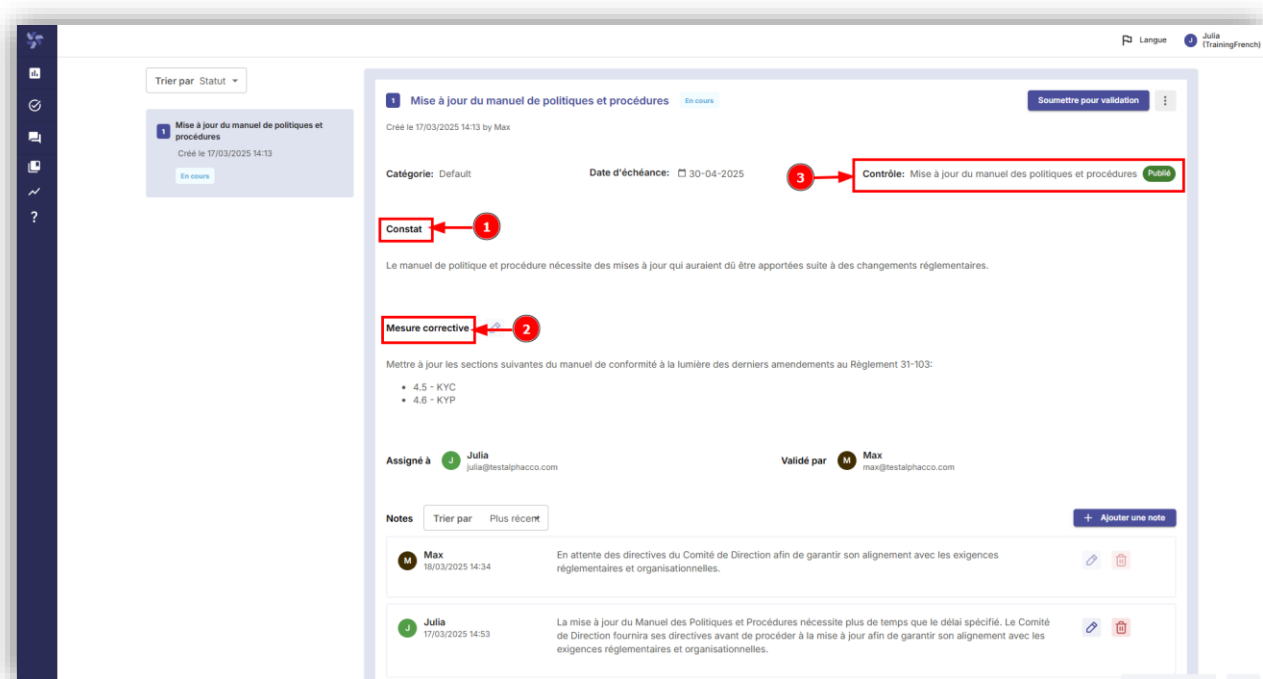 Langue
J
Julia
(TrainingFrench)
Trier par Statut
1
Mise à jour du manuel de politiques et
procédures
Créé le 17/03/2025 14:13
En cours
?
1
Mise à jour du manuel de politiques et procédures
En cours
Soumettre pour validation
Créé le 17/03/2025 14:13 by Max
Catégorie: Default
Date d'échéance: 30-04-2025
3
Contrôle: Mise à jour du manuel des politiques et procédures
Publié
Constat
1
Le manuel de politique et procédure nécessite des mises à jour qui auraient dû être apportées suite à des changements réglementaires.
Mesure corrective
2
Mettre à jour les sections suivantes du manuel de conformité à la lumière des derniers amendements au Règlement 31-103:
• 4.5 - KYC
• 4.6 - KYP
Assigné à
J
Julia
julia@testalphacco.com
Validé par
M
Max
max@testalphacco.com
Notes
Trier par Plus récent
+ Ajouter une note
M
Max
18/03/2025 14:34
En attente des directives du Comité de Direction afin de garantir son alignement avec les exigences
réglementaires et organisationnelles.
J
Julia
17/03/2025 14:53
La mise à jour du Manuel des Politiques et Procédures nécessite plus de temps que le délai spécifié. Le Comité
de Direction fournira ses directives avant de procéder à la mise à jour afin de garantir son alignement avec les
exigences réglementaires et organisationnelles.